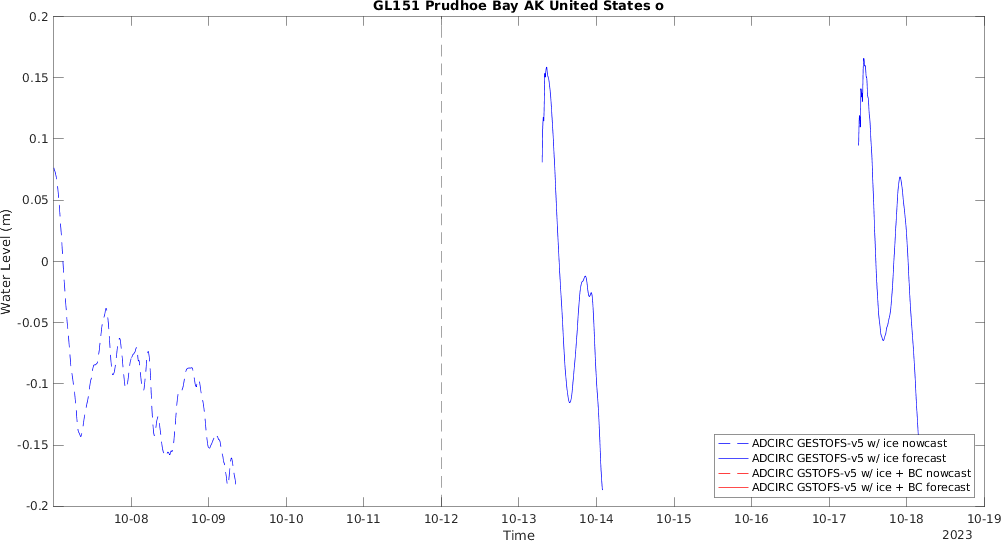 GL151 Prudhoe Bay AK United States o
0.2
0.15
0.1
0.05
0
-0.05
-0.1
-0.15
-0.2
Water Level (m)
10-08 10-09 10-10 10-11 10-12 10-13 10-14 10-15 10-16 10-17 10-18 10-19
Time
2023
ADCIRC GESTOFS-v5 w/ ice nowcast
ADCIRC GESTOFS-v5 w/ ice forecast
ADCIRC GSTOFS-v5 w/ ice + BC nowcast
ADCIRC GSTOFS-v5 w/ ice + BC forecast